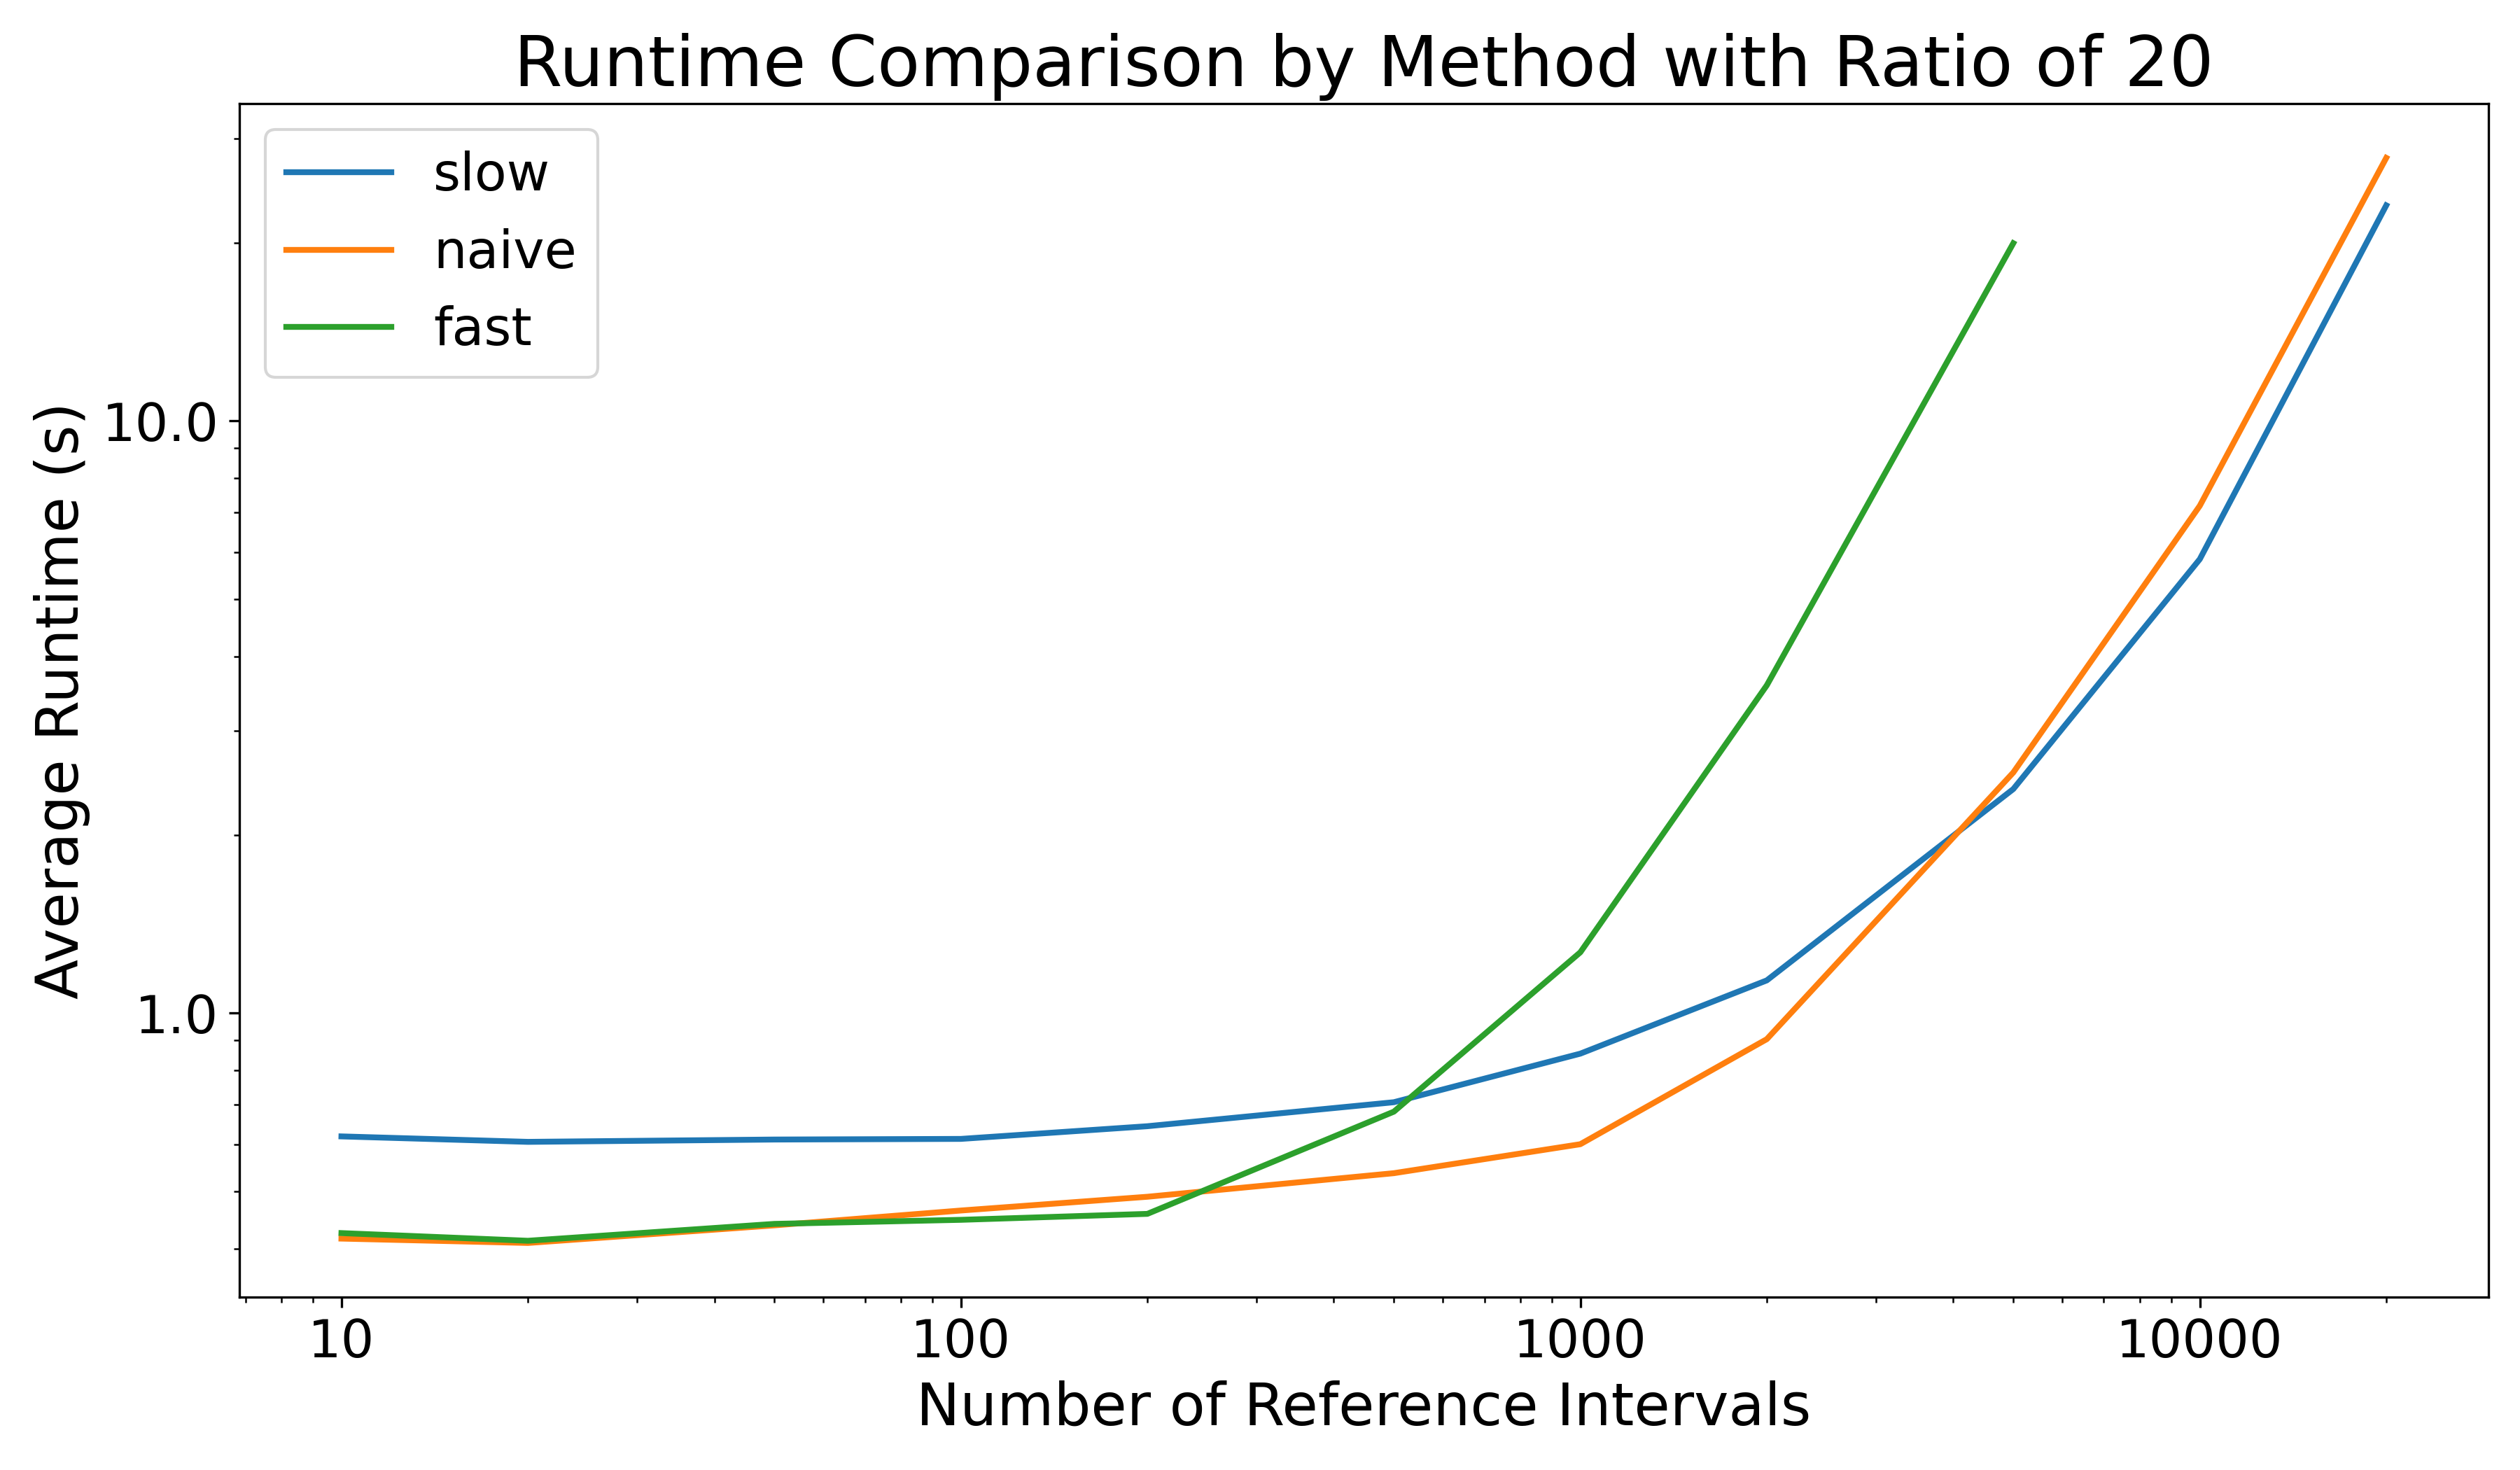 Runtime Comparison by Method with Ratio of 20
slow
naive
fast
Average Runtime (s)
10.0
1.0
10 100 1000 10000
Number of Reference Intervals